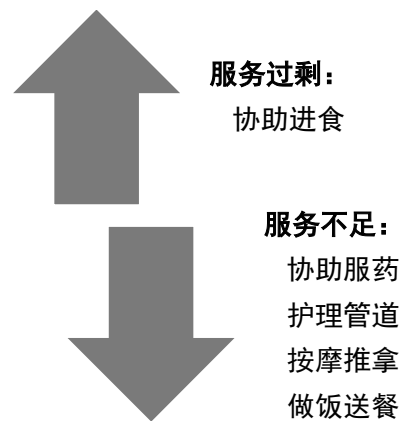 服务过剩：
协助进食
服务不足：
协助服药
护理管道
按摩推拿
做饭送餐